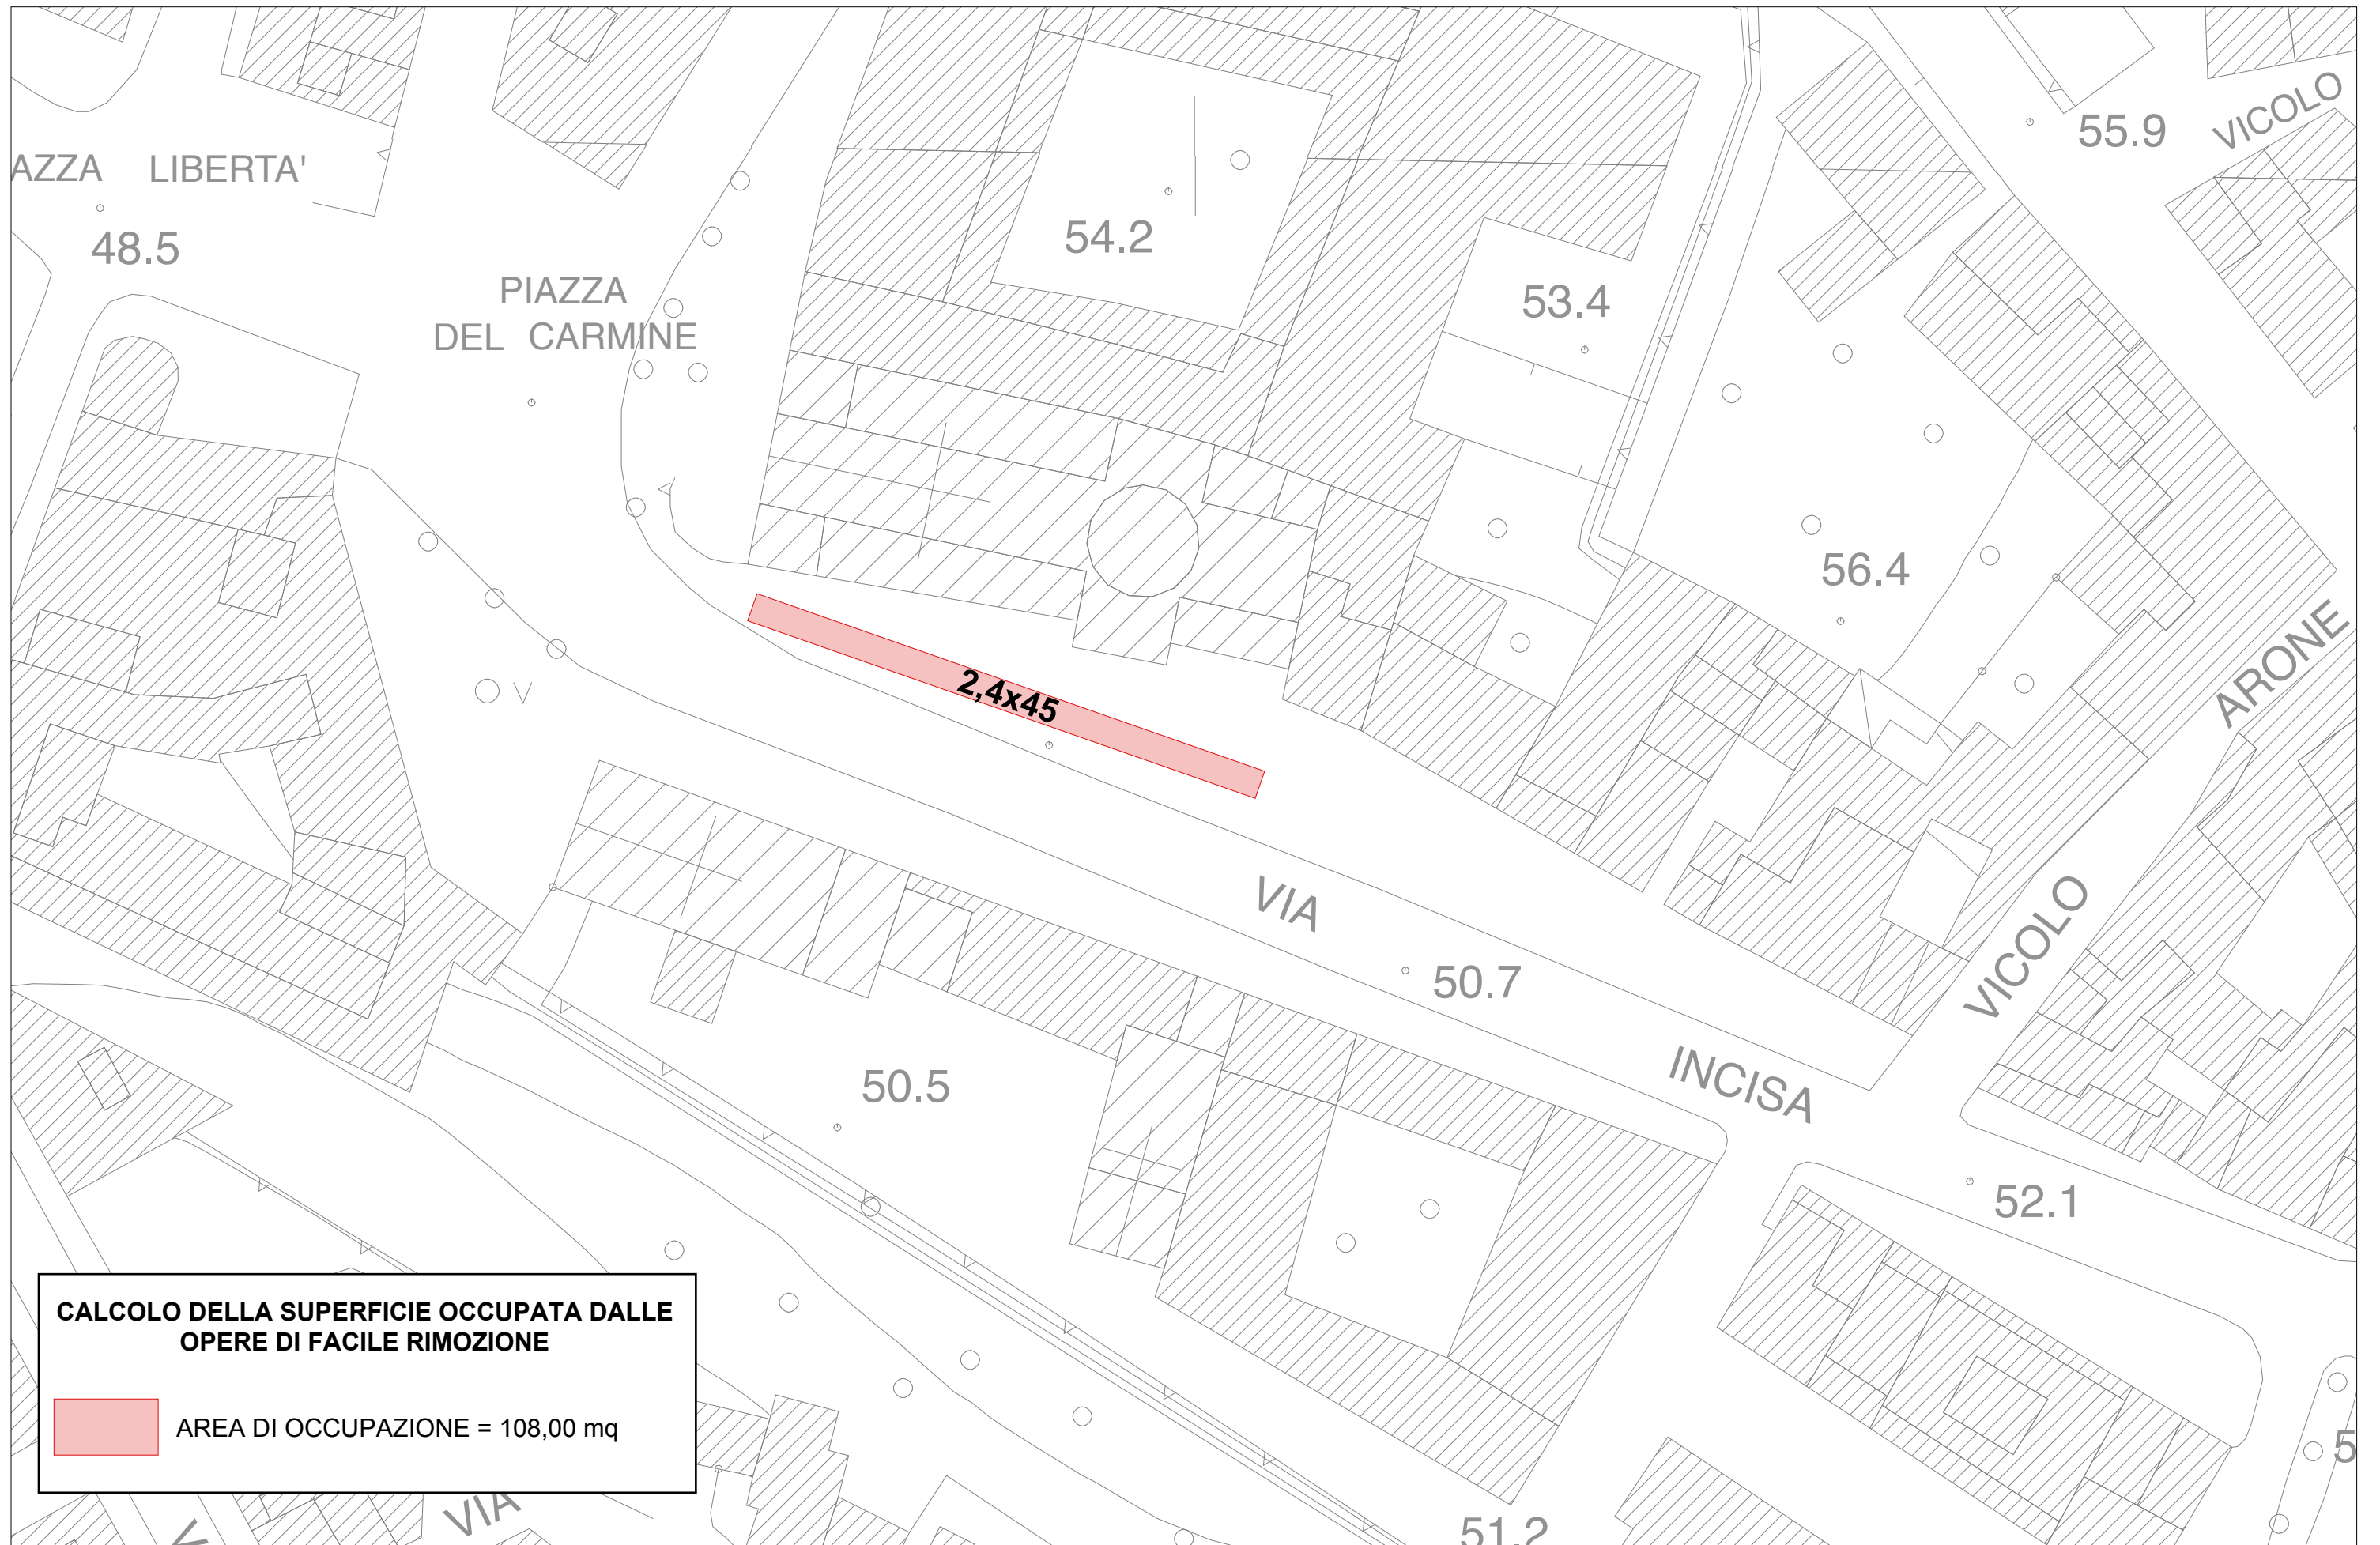 55.9
VICOLO
AZZA LIBERTA'
48.5
54.2
PIAZZA
DEL CARMINE
53.4
56.4
ARONE
2,4x45
VIA
50.7
VICOLO
INCISA
50.5
52.1
CALCOLO DELLA SUPERFICIE OCCUPATA DALLE
OPERE DI FACILE RIMOZIONE
AREA DI OCCUPAZIONE = 108,00 mq
5
VIA
V
51.2